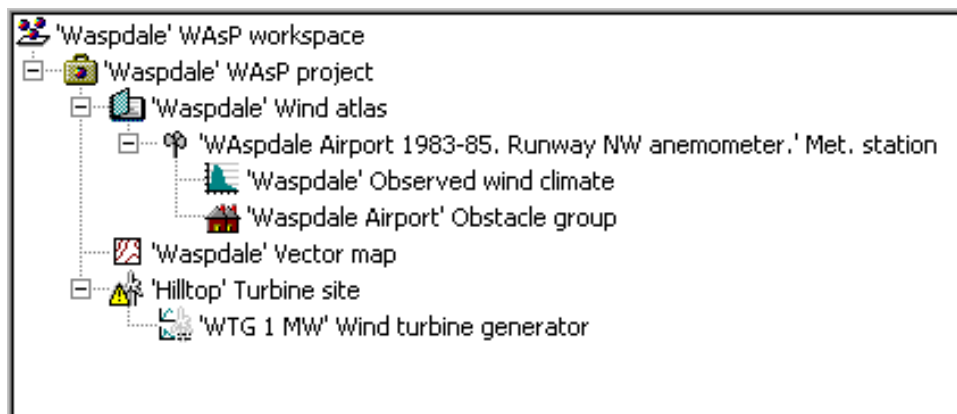 'Waspdale' WAsP workspace
'Waspdale' WAsP project
'Waspdale' Wind atlas
'WAspdale Airport 1983-85. Runway NW anemometer.' Met. station
'Waspdale' Observed wind climate
'Waspdale Airport' Obstacle group
'Waspdale' Vector map
'Hilltop' Turbine site
'WTG 1 MW' Wind turbine generator